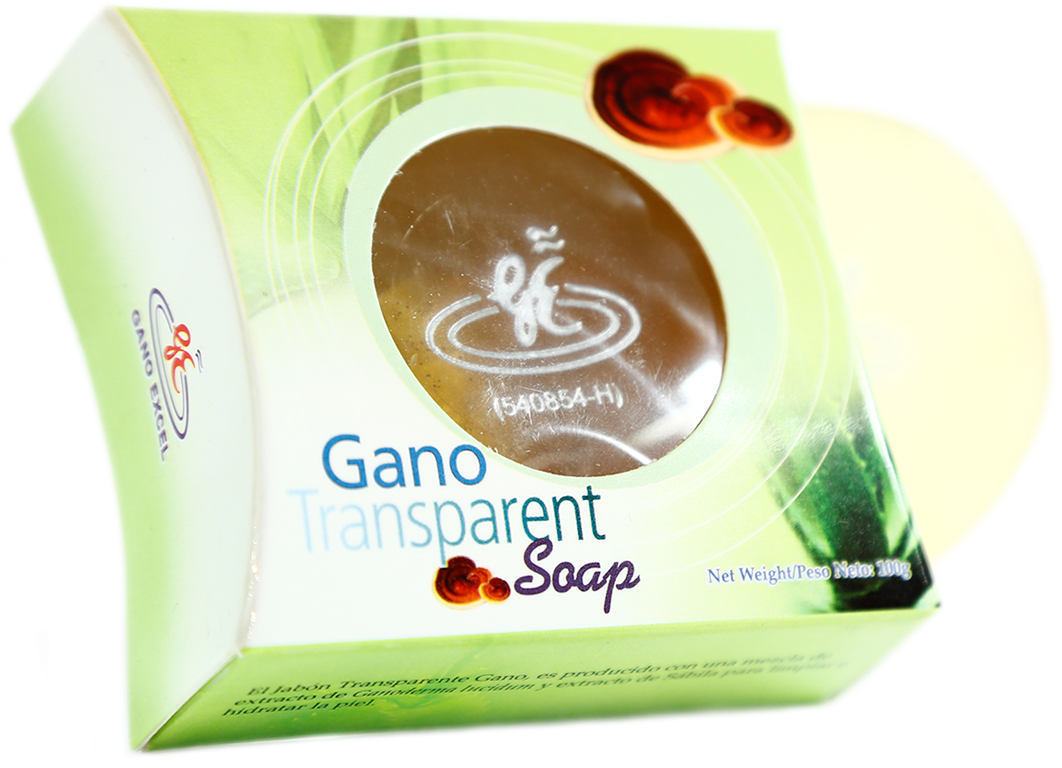 (540854-H)
GANO EXCEL
Gano
Transparent
Soap
Net Weight/Peso Neto: 100g
El Jabón Transparente Gano, es producido con una mezcla de
extracto de Ganoderma lucidum y extracto de Sábila para limpiar e
hidratar la piel.